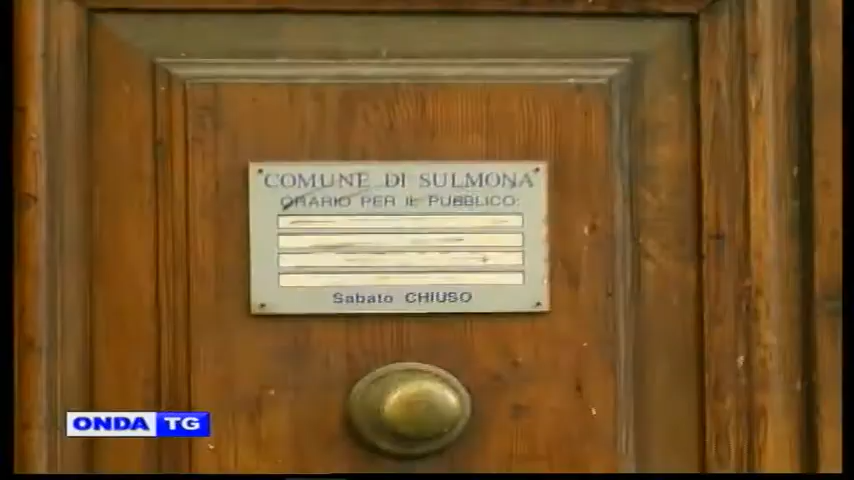 COMUNE DI SULMONA
ORARIO PER IL PUBBLICO:
Sabato CHIUSO
ONDA TG